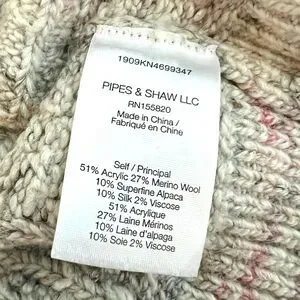 1909KN4699347
PIPES & SHAW LLC
RN155820
Made in China /
Fabriqué en Chine
Self / Principal
51% Acrylic 27% Merino Wool
10% Superfine Alpaca
10% Silk 2% Viscose
51% Acrylique
27% Laine Mérinos
10% Laine d'alpaga
10% Soie 2% Viscose